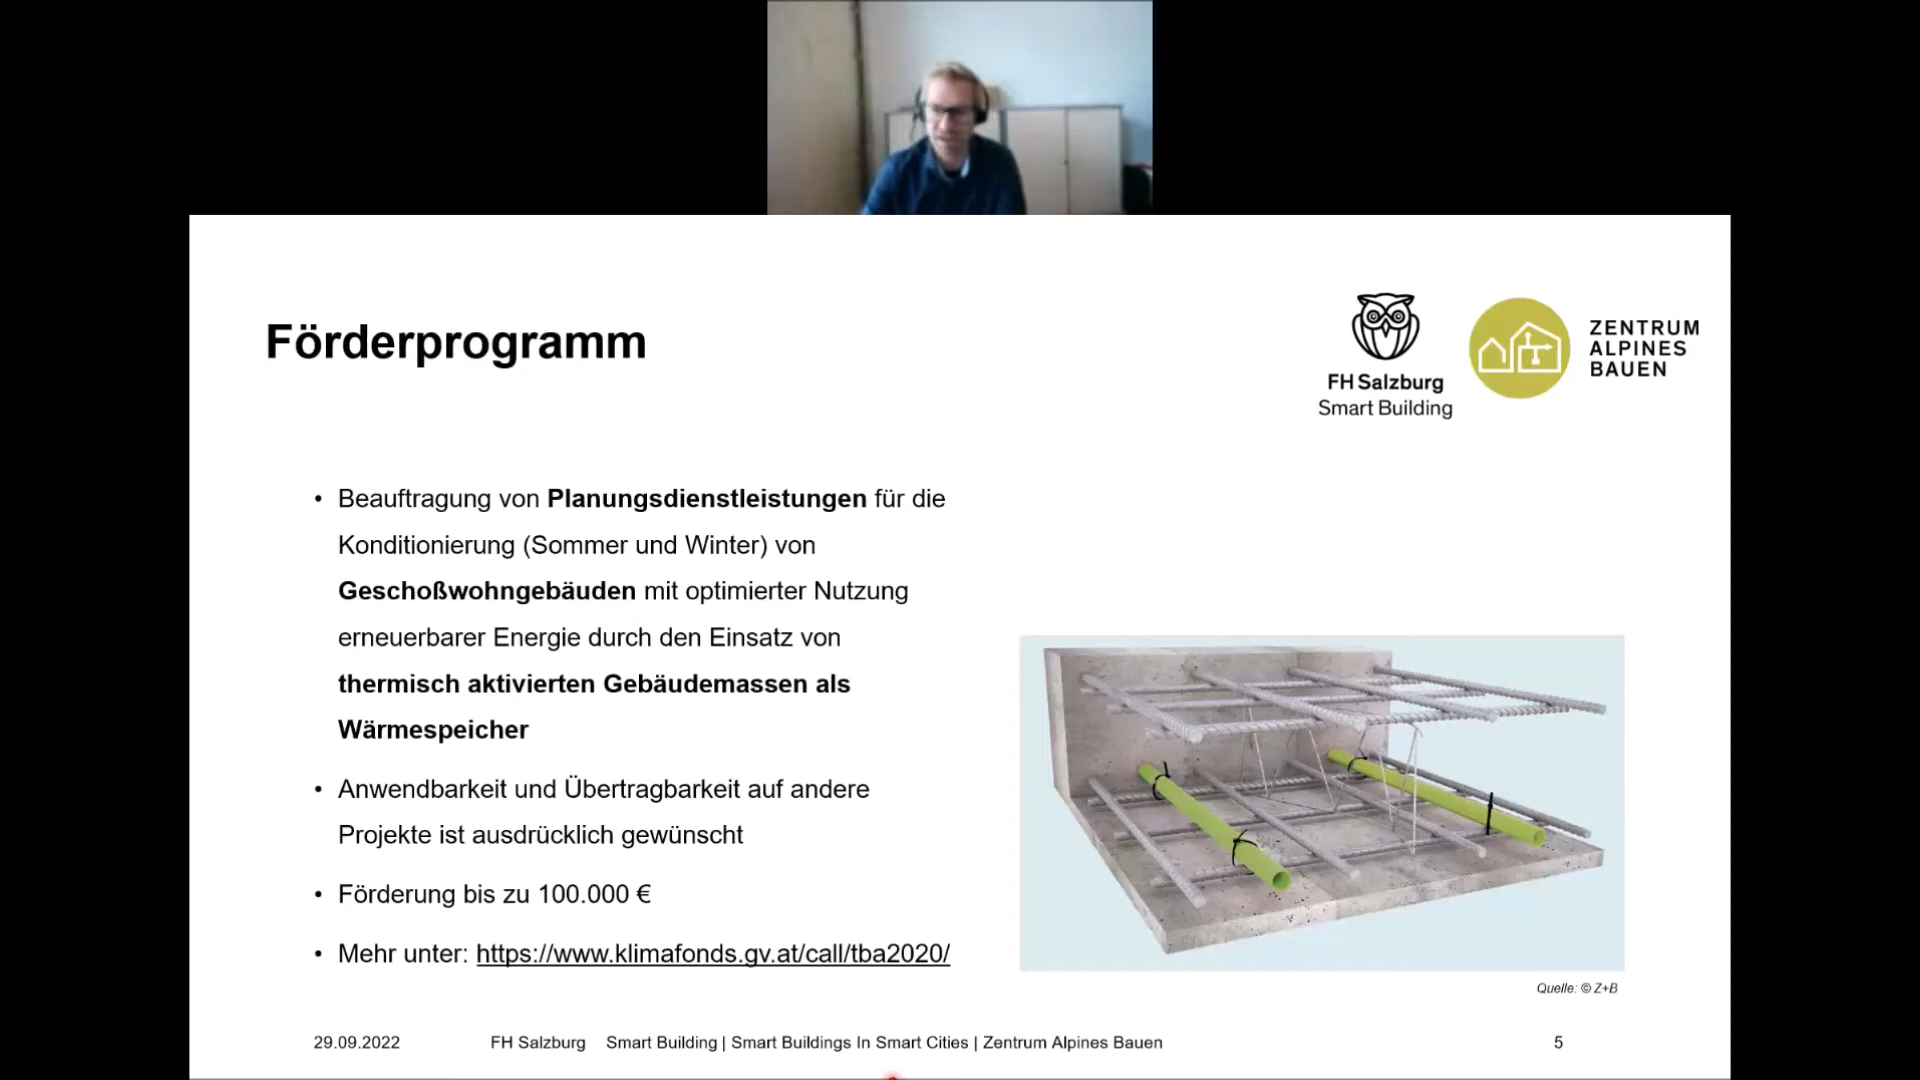 Förderprogramm
FH Salzburg
Smart Building
ZENTRUM
ALPINES
BAUEN
• Beauftragung von Planungsdienstleistungen für die
Konditionierung (Sommer und Winter) von
Geschoßwohngebäuden mit optimierter Nutzung
erneuerbarer Energie durch den Einsatz von
thermisch aktivierten Gebäudemassen als
Wärmespeicher
• Anwendbarkeit und Übertragbarkeit auf andere
Projekte ist ausdrücklich gewünscht
• Förderung bis zu 100.000 €
• Mehr unter: https://www.klimafonds.gv.at/call/tba2020/
Quelle: © Z+B
29.09.2022 FH Salzburg Smart Building | Smart Buildings In Smart Cities | Zentrum Alpines Bauen 5